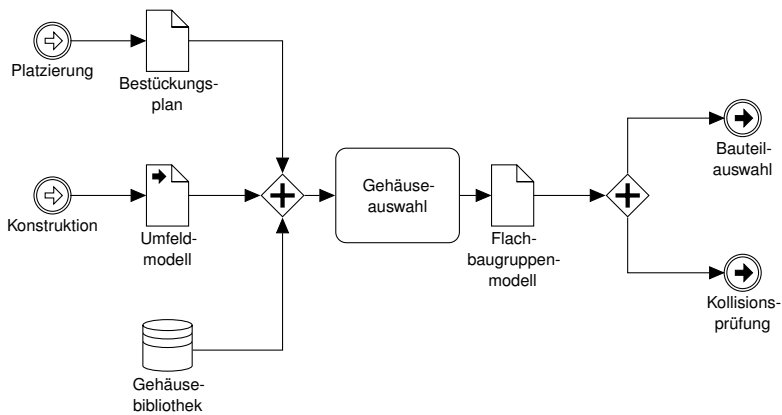 Platzierung
Bestückungs-
plan
Konstruktion
Umfeld-
modell
Gehäuse-
bibliothek
Gehäuse-
auswahl
Flach-
baugruppen-
modell
Bauteil-
auswahl
Kollisions-
prüfung